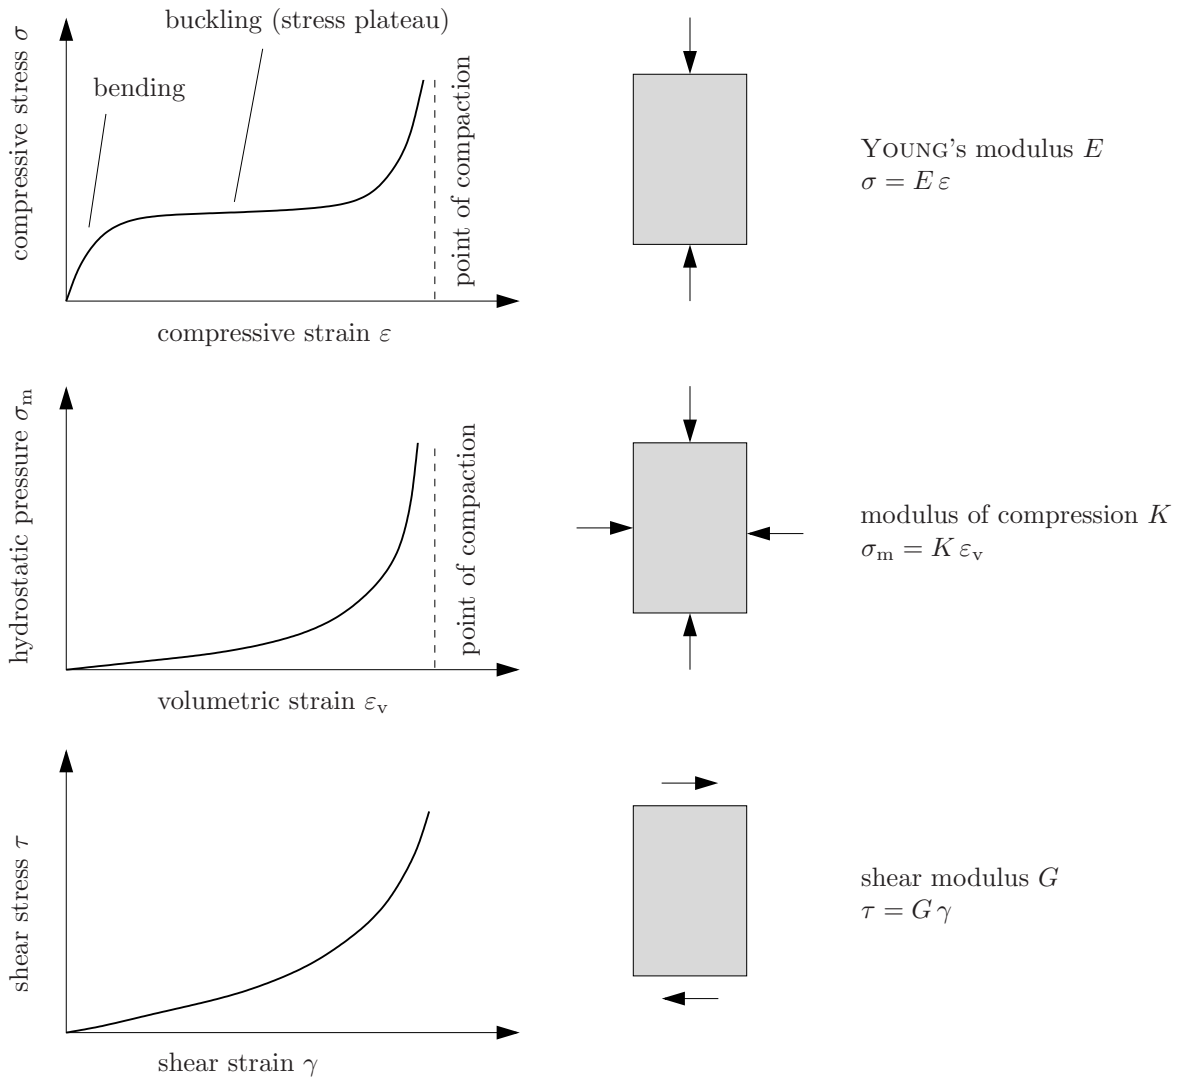 buckling (stress plateau)
bending
compressive stress σ
point of compaction
compressive strain ε
Young's modulus E
σ = E ε
hydrostatic pressure σm
point of compaction
volumetric strain εv
modulus of compression K
σm = K εv
shear stress τ
shear strain γ
shear modulus G
τ = G γ